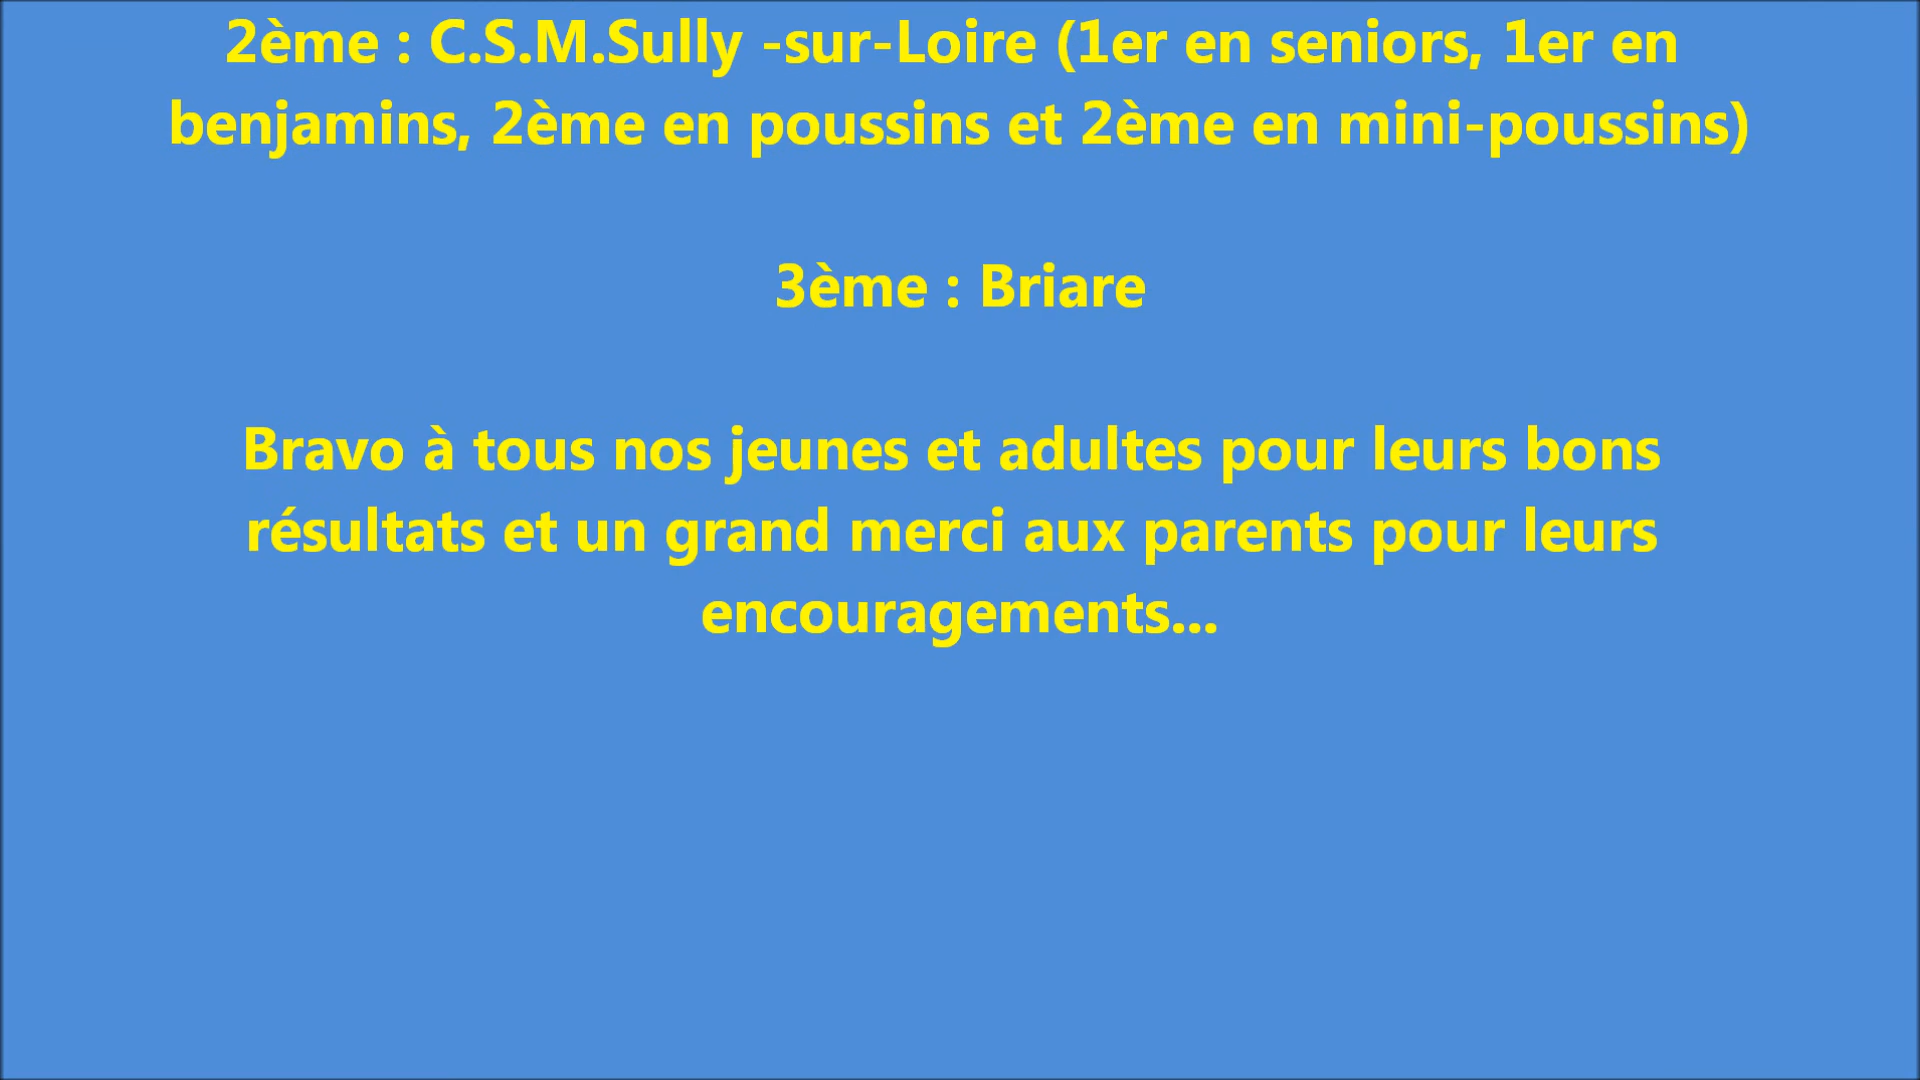 2ème : C.S.M.Sully -sur-Loire (1er en seniors, 1er en
benjamins, 2ème en poussins et 2ème en mini-poussins)
3ème : Briare
Bravo à tous nos jeunes et adultes pour leurs bons
résultats et un grand merci aux parents pour leurs
encouragements...